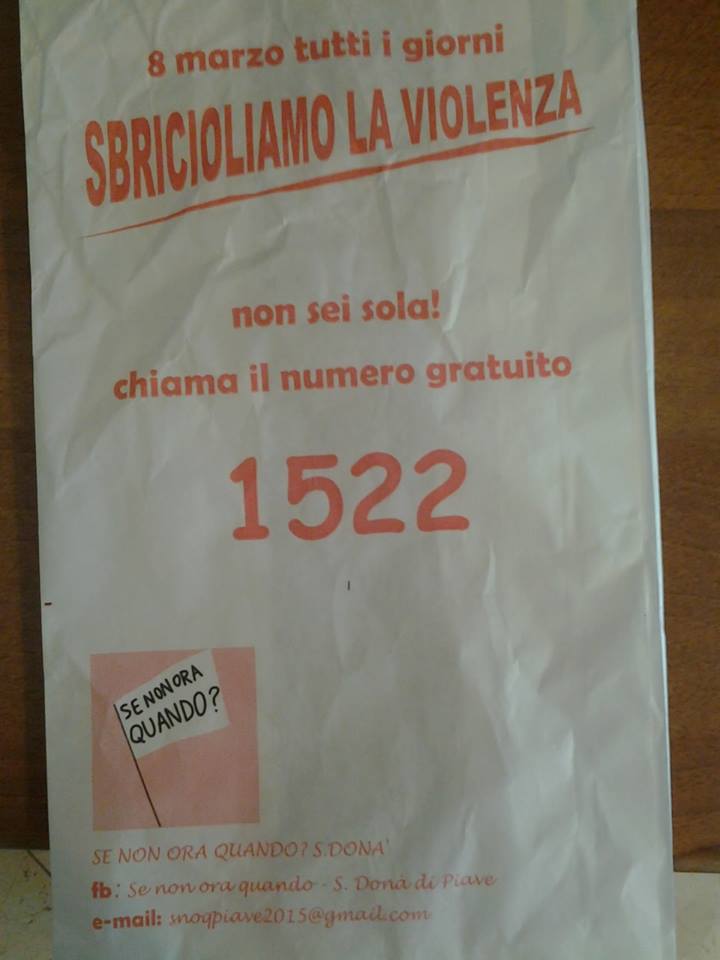 8 marzo tutti i giorni
SBRICIOLIAMO LA VIOLENZA
non sei sola!
chiama il numero gratuito
1522
SE NON ORA
QUANDO?
SE NON ORA QUANDO? S.DONA'
fb: Se non ora quando - S. Donà di Piave
e-mail: snoqpiave2015@gmail.com